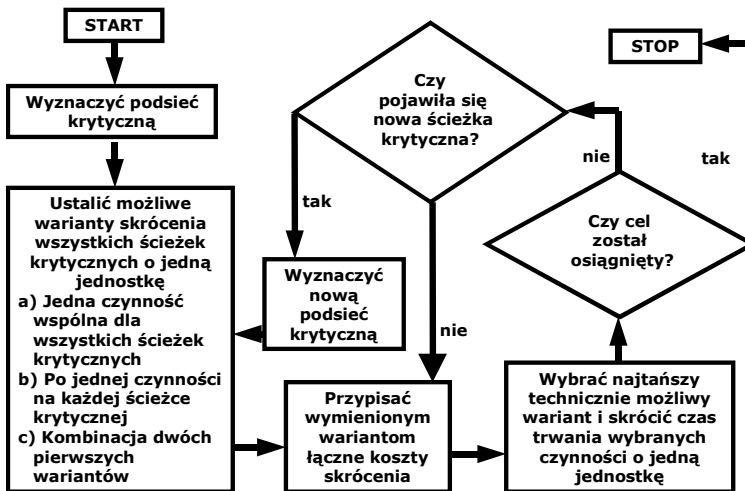 START
Wyznaczyć podsieć
krytyczną
Ustalić możliwe
warianty skrócenia
wszystkich ścieżek
krytycznych o jedną
jednostkę
a) Jedna czynność
wspólna dla
wszystkich ścieżek
krytycznych
b) Po jednej czynności
na każdej ścieżce
krytycznej
c) Kombinacja dwóch
pierwszych
wariantów
Czy
pojawiła się
nowa ścieżka
krytyczna?
tak
Wyznaczyć
nową
podsieć
krytyczną
nie
Przypisać
wymienionym
wariantom
łączne koszty
skrócenia
STOP
nie
tak
Czy cel
został
osiągnięty?
Wybrać najtańszy
technicznie możliwy
wariant i skrócić czas
trwania wybranych
czynności o jedną
jednostkę